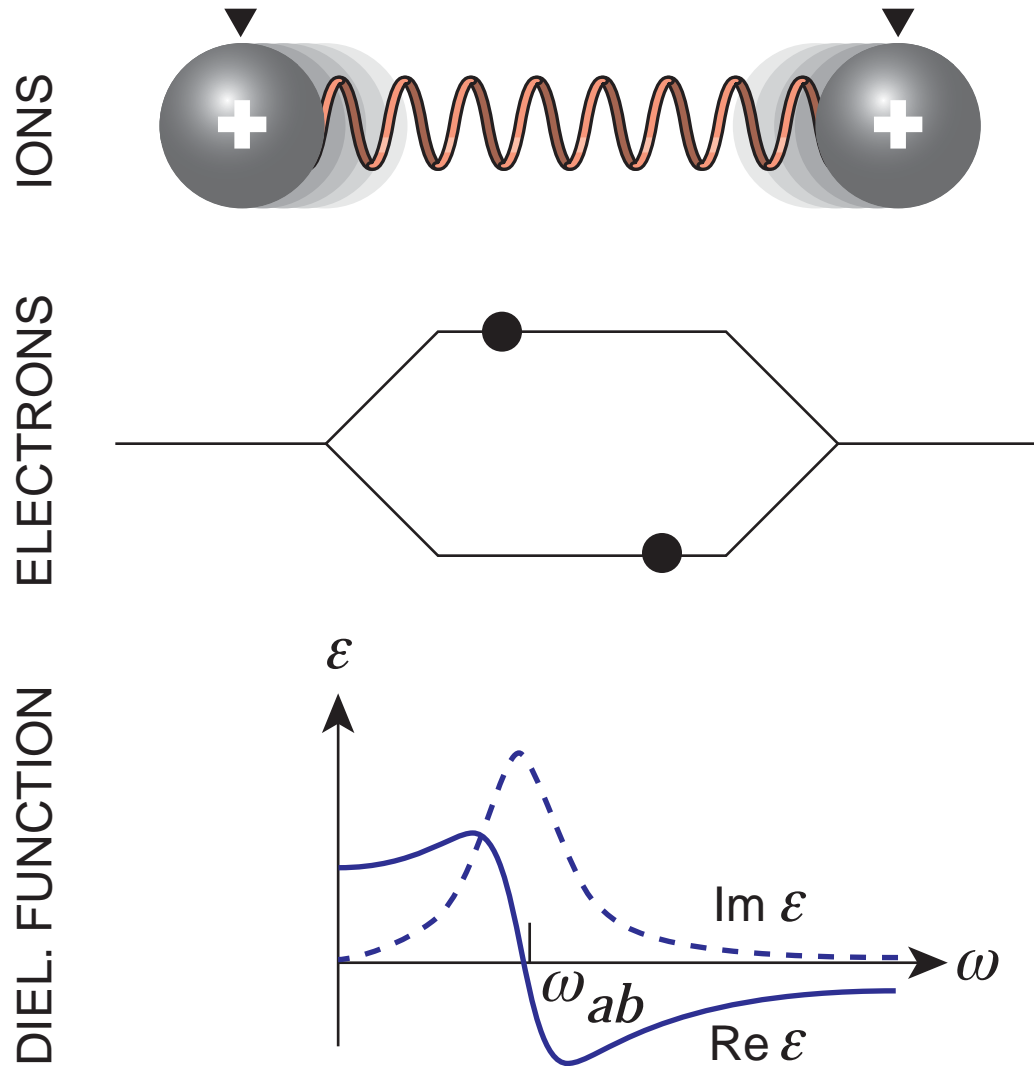 IONS
ELECTRONS
DIEL. FUNCTION
ε
Im ε
ω
ω_ab
Re ε